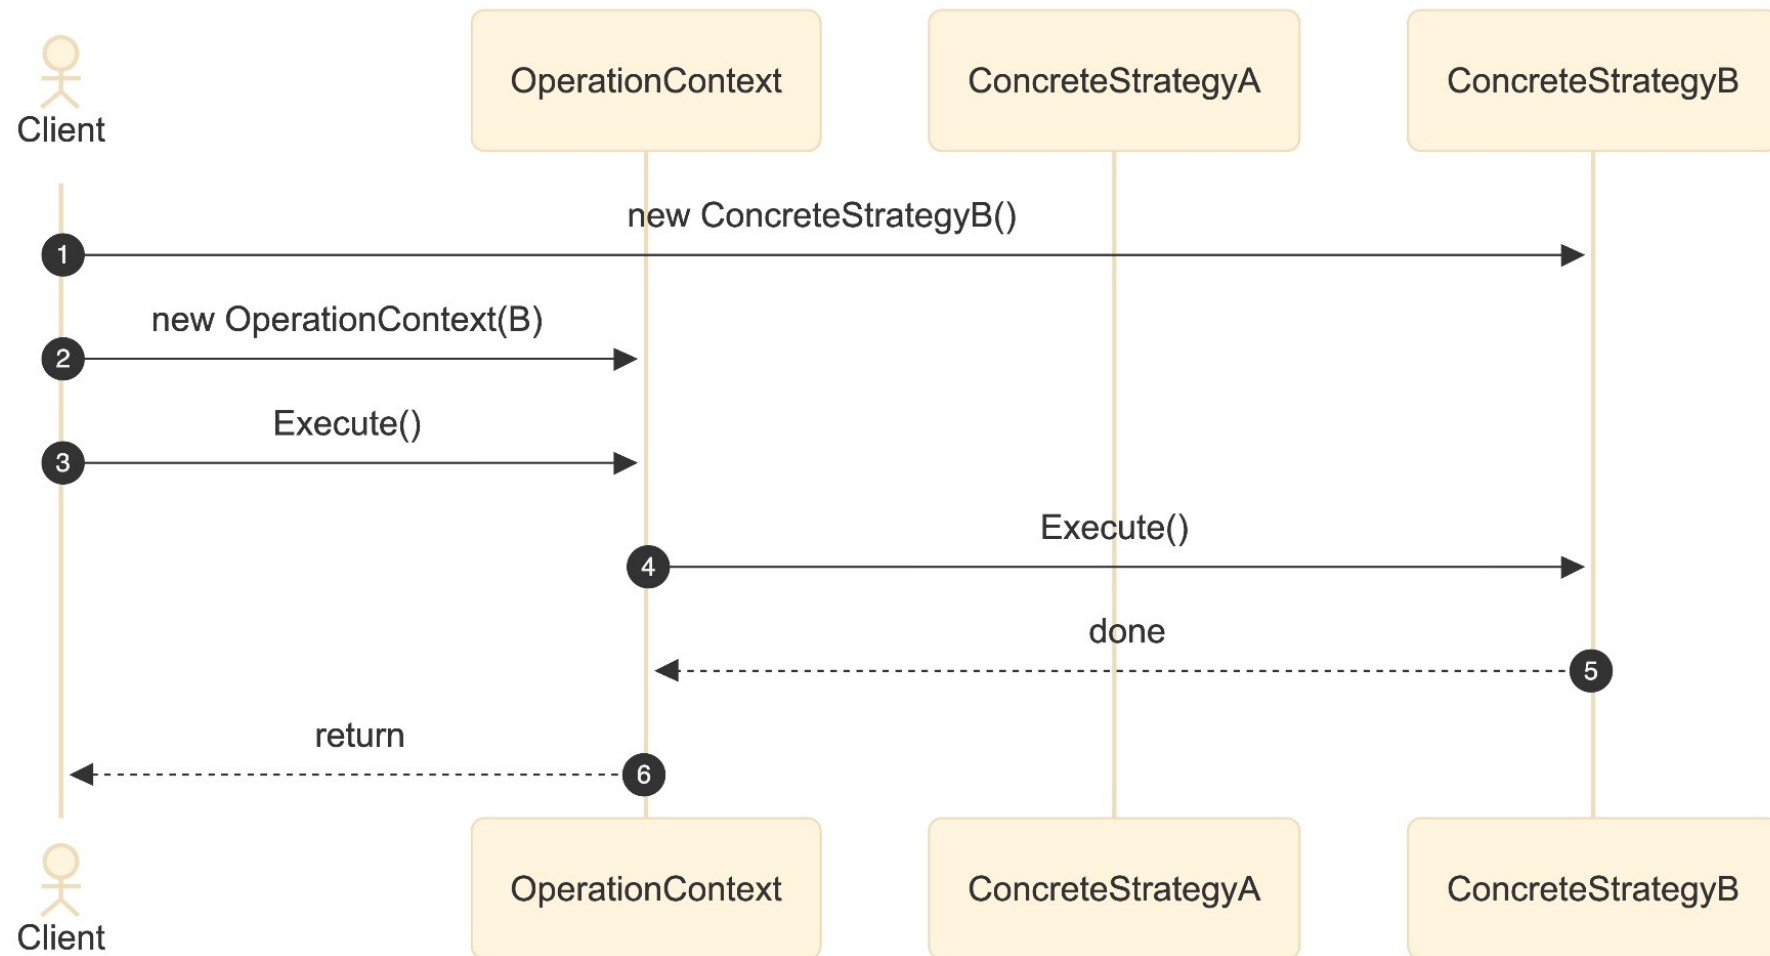 OperationContext
ConcreteStrategyA
ConcreteStrategyB
Client
new ConcreteStrategyB()
1
new OperationContext(B)
2
Execute()
3
Execute()
4
done
5
return
6
OperationContext
ConcreteStrategyA
ConcreteStrategyB
Client